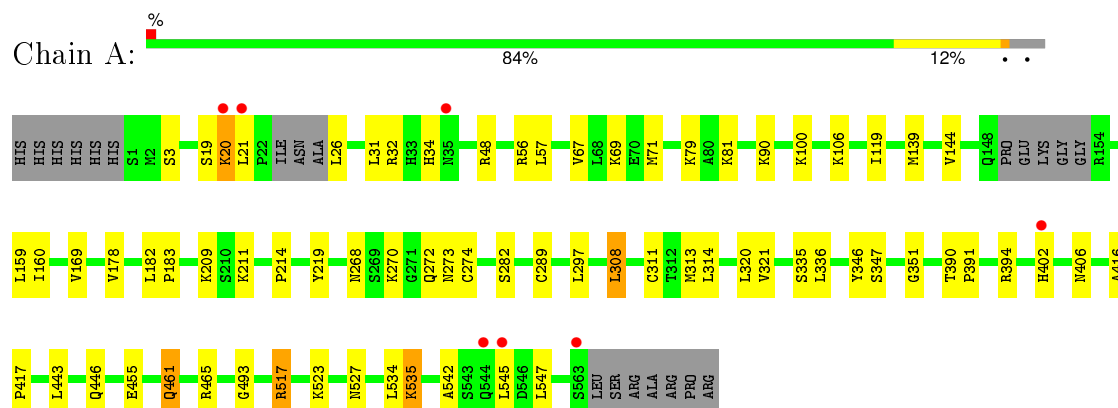 %
Chain A:
84% 12% • •
HIS HIS HIS HIS HIS HIS S1 M2 S3 S19 K20 L21 P22 ILE ASN ALA L26 L31 R32 H33 H34 N35 R48 R56 L57 V67 L68 K69 E70 M71 K79 A80 K81 K90 K100 K106 I119 M139 V144 Q148 PRO GLU LYS GLY GLY R154
L159 I160 V169 V178 L182 P183 K209 S210 K211 P214 Y219 N268 S269 K270 G271 Q272 N273 C274 S282 C289 L297 L308 C311 T312 M313 L314 L320 V321 S335 L336 Y346 S347 G351 T390 P391 R394 H402 N406 A416
P417 L443 Q446 E455 Q461 R465 G493 R517 K523 N527 L534 K535 A542 S543 Q544 L545 D546 L547 S563 LEU SER ARG ALA ARG PRO ARG